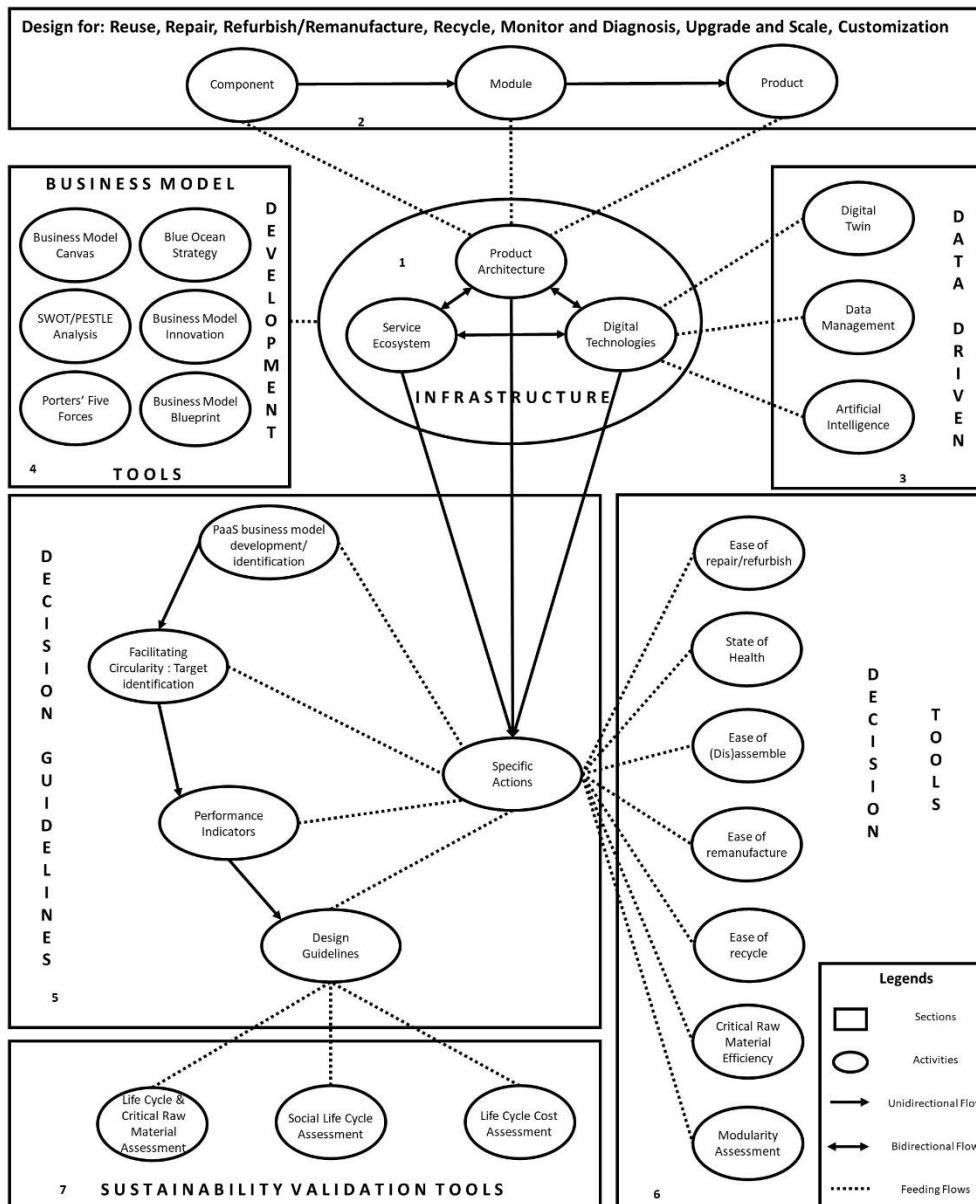 Design for: Reuse, Repair, Refurbish/Remanufacture, Recycle, Monitor and Diagnosis, Upgrade and Scale, Customization
Component
Module
Product
2
BUSINESS MODEL
DEVELOPMENT
Business Model
Canvas
Blue Ocean
Strategy
SWOT/PESTLE
Analysis
Business Model
Innovation
Porters' Five
Forces
Business Model
Blueprint
4
TOOLS
1
Product
Architecture
Service
Ecosystem
Digital
Technologies
INFRASTRUCTURE
Digital
Twin
Data
Management
Artificial
Intelligence
DATA DRIVEN
3
DECISION GUIDELINES
PaaS business model
development/
identification
Facilitating
Circularity : Target
identification
Performance
Indicators
Design
Guidelines
Specific
Actions
5
Ease of
repair/refurbish
State of
Health
Ease of
(Dis)assemble
Ease of
remanufacture
Ease of
recycle
Critical Raw
Material
Efficiency
Modularity
Assessment
DECISION
TOOLS
6
Life Cycle &
Critical Raw
Material
Assessment
Social Life Cycle
Assessment
Life Cycle Cost
Assessment
7
SUSTAINABILITY VALIDATION TOOLS
Legends
Sections
Activities
Unidirectional Flow
Bidirectional Flow
Feeding Flows